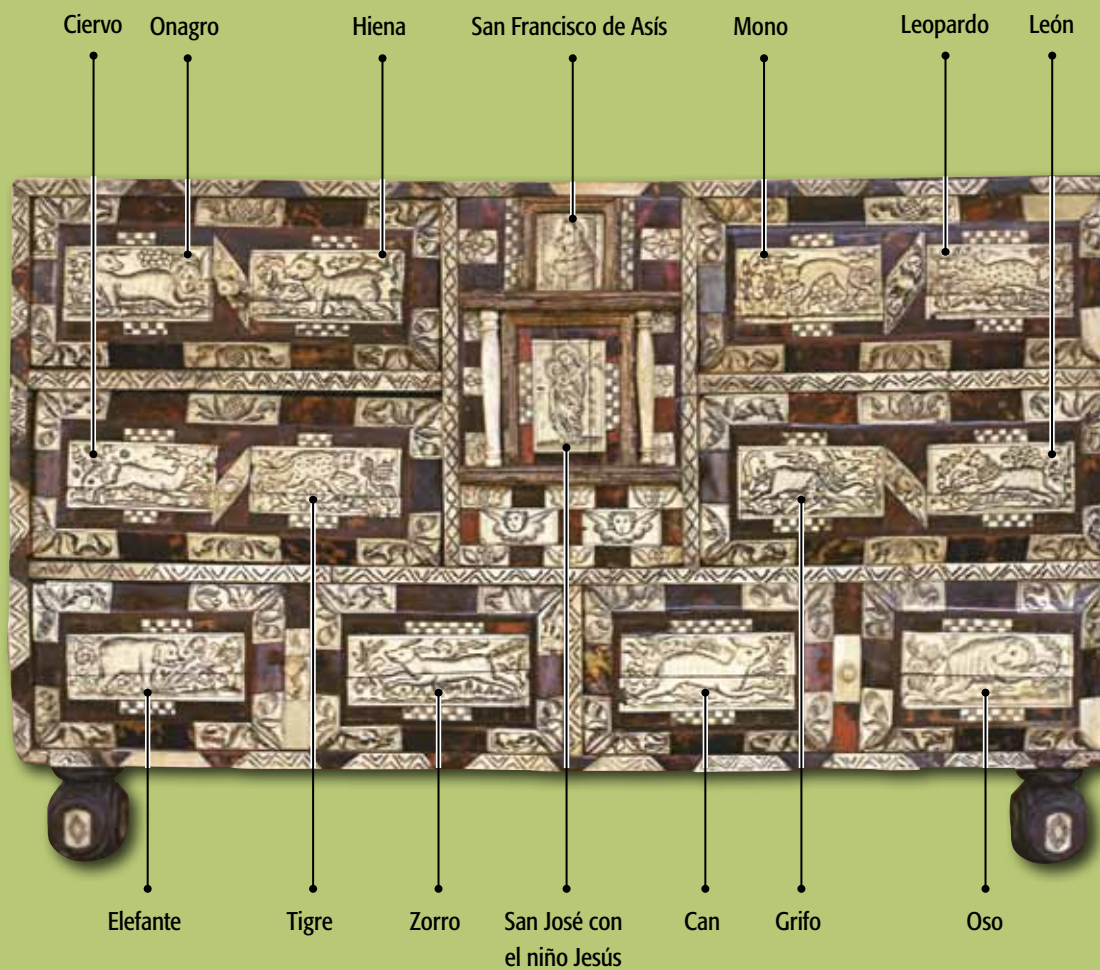 Ciervo
Onagro
Hiena
San Francisco de Asís
Mono
Leopardo
León
Elefante
Tigre
Zorro
San José con
el niño Jesús
Can
Grifo
Oso